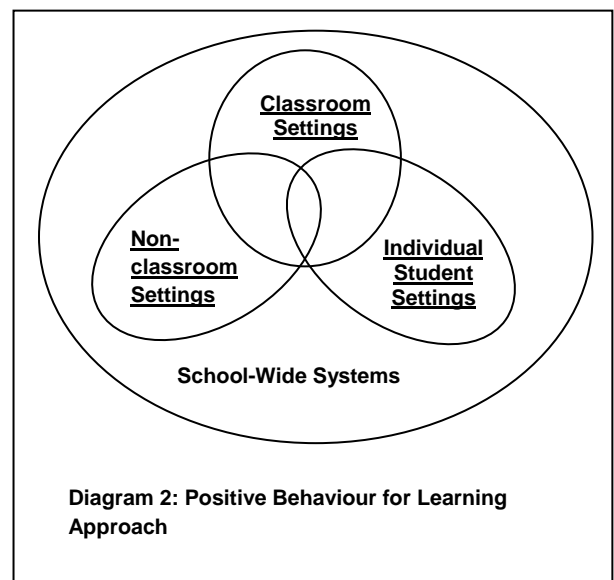 Classroom
Settings
Non-
classroom
Settings
Individual
Student
Settings
School-Wide Systems
Diagram 2: Positive Behaviour for Learning
Approach